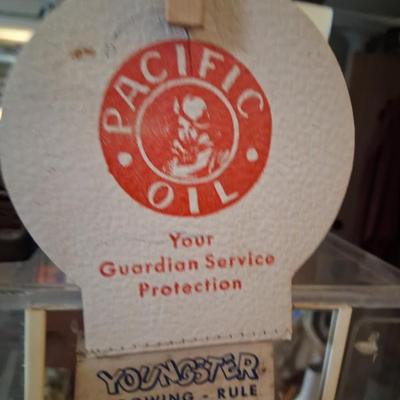 PACIFIC
OIL
Your
Guardian Service
Protection
YOUNGSTER
RULE